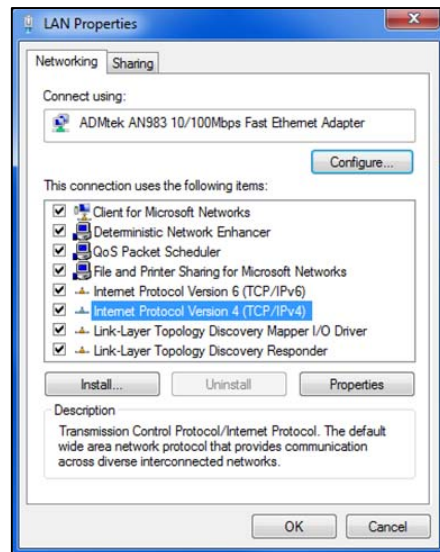 LAN Properties
Networking
Sharing
Connect using:
ADMtek AN983 10/100Mbps Fast Ethernet Adapter
Configure...
This connection uses the following items:
Client for Microsoft Networks
Deterministic Network Enhancer
QoS Packet Scheduler
File and Printer Sharing for Microsoft Networks
Internet Protocol Version 6 (TCP/IPv6)
Internet Protocol Version 4 (TCP/IPv4)
Link-Layer Topology Discovery Mapper I/O Driver
Link-Layer Topology Discovery Responder
Install...
Uninstall
Properties
Description
Transmission Control Protocol/Internet Protocol. The default
wide area network protocol that provides communication
across diverse interconnected networks.
OK
Cancel